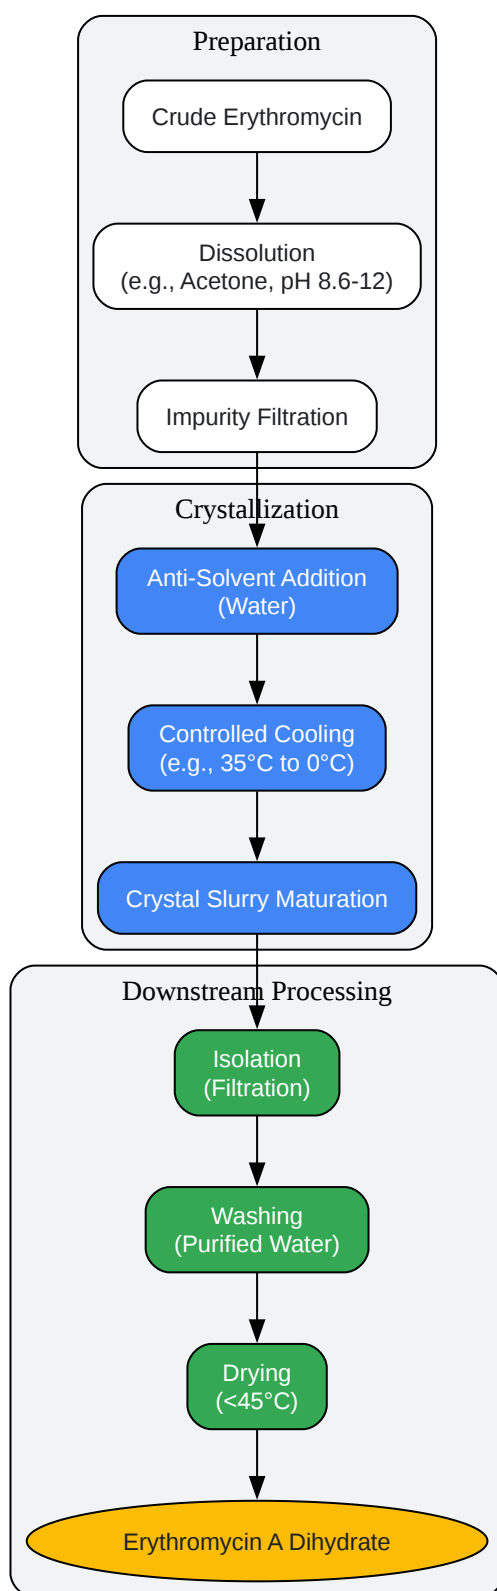 Preparation
Crude Erythromycin
Dissolution
(e.g., Acetone, pH 8.6-12)
Impurity Filtration
Crystallization
Anti-Solvent Addition
(Water)
Controlled Cooling
(e.g., 35°C to 0°C)
Crystal Slurry Maturation
Downstream Processing
Isolation
(Filtration)
Washing
(Purified Water)
Drying
(<45°C)
Erythromycin A Dihydrate